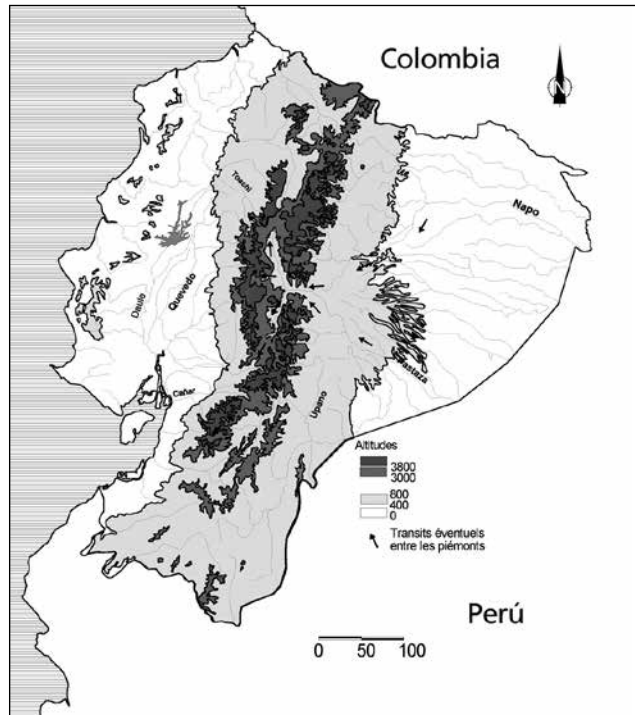 Colombia
N
Toachi
Napo
Daule
Quevedo
Pastaza
Cañar
Upano
Altitudes
3800
3000
800
400
0
Transits éventuels
entre les piémonts
Perú
0 50 100